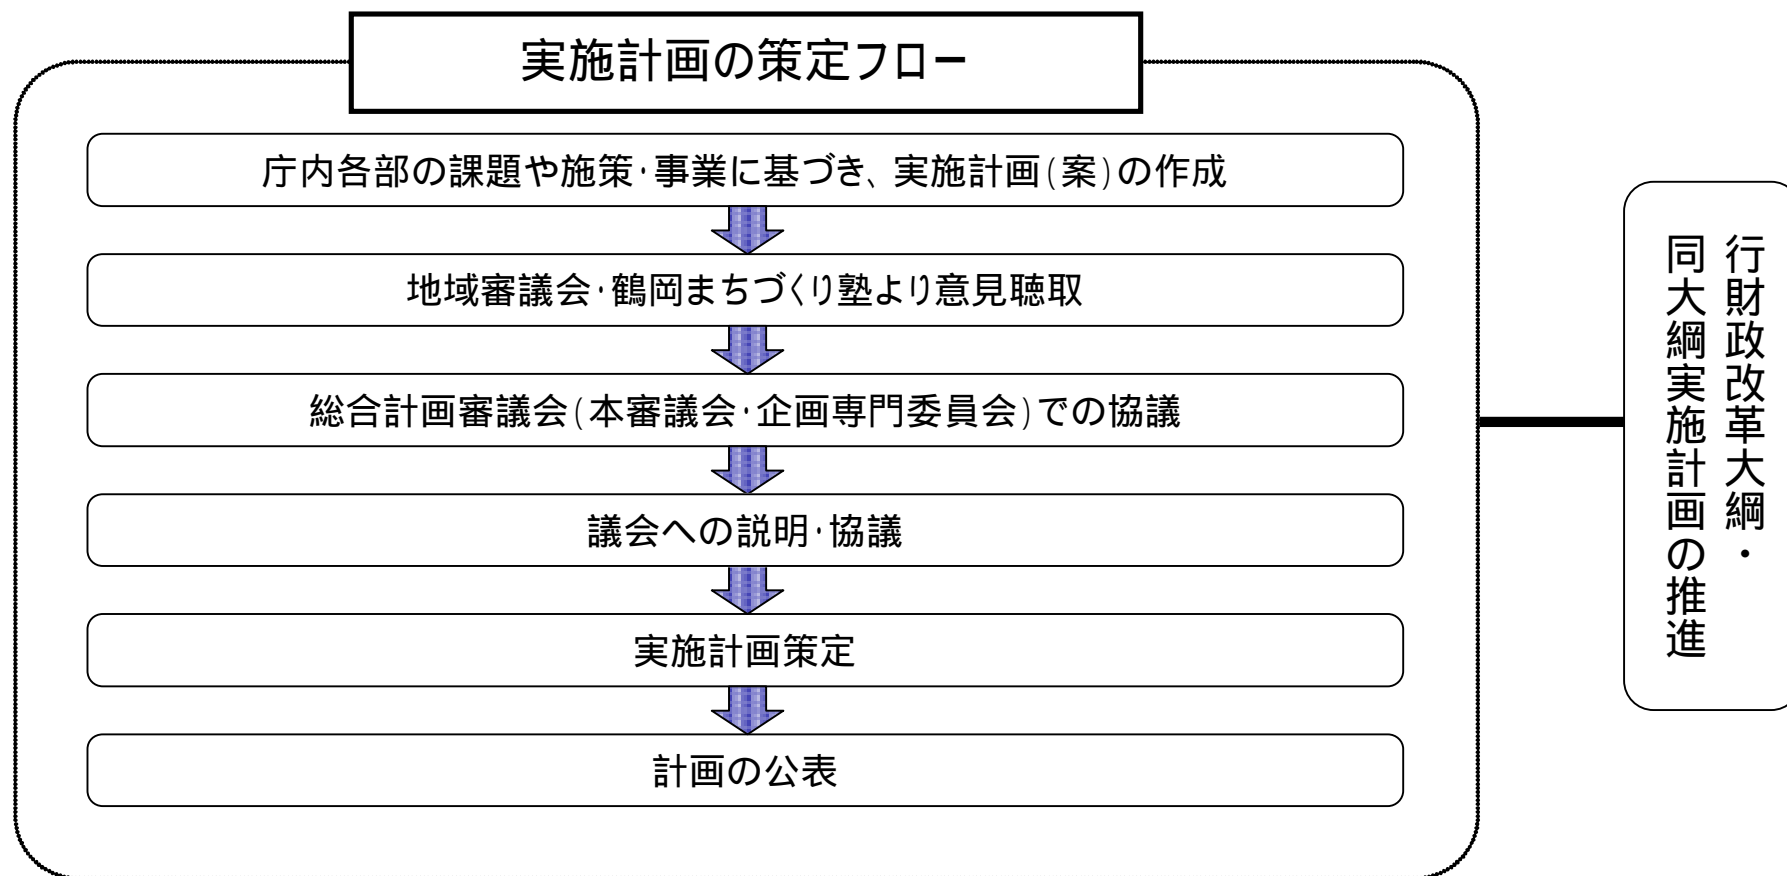 実施計画の策定フロー
庁内各部の課題や施策・事業に基づき、実施計画(案)の作成
地域審議会・鶴岡まちづくり塾より意見聴取
総合計画審議会(本審議会・企画専門委員会)での協議
議会への説明・協議
実施計画策定
計画の公表
行財政改革大綱・
同大綱実施計画の推進